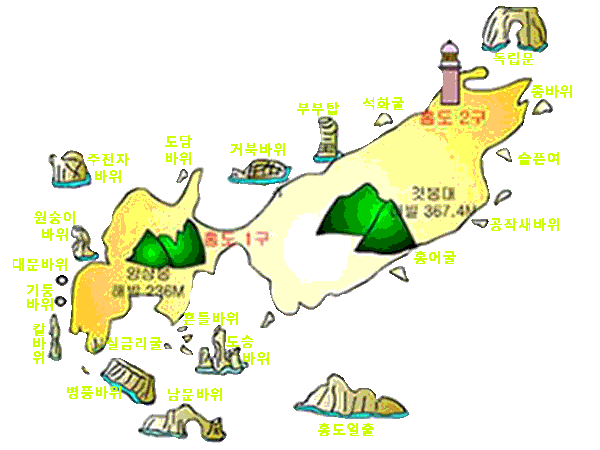 독립문
좀바위
석화굴
부부탑
홍도 2구
도담
바위
거북바위
주전자
바위
슬픈여
깃봉대
해발 367.4M
원숭이
바위
공작새바위
홍도 1구
홍어굴
대문바위
양상봉
해발 236M
기둥
바위
흔들바위
칼
바
위
실금리굴
도승
바위
병풍바위
남문바위
홍도일출